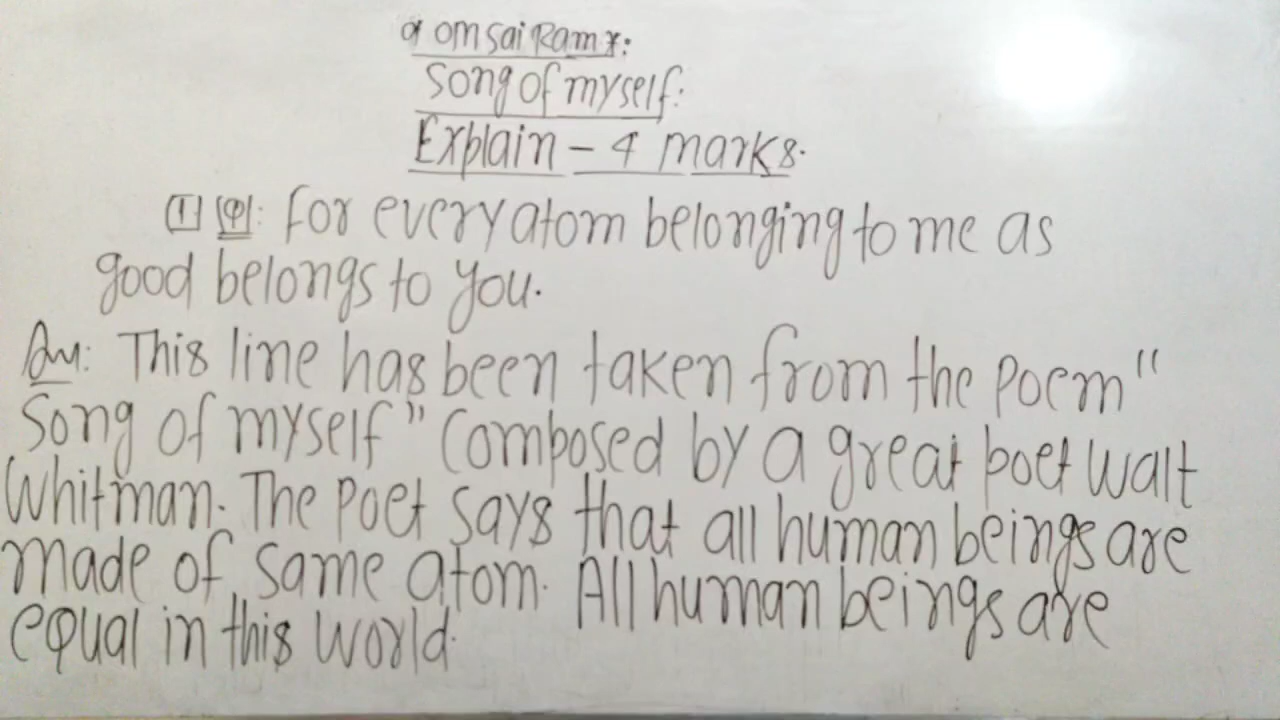 om sai Ram
Song of myself:
Explain - 4 marks.
1 Q: For every atom belonging to me as
good belongs to you.
Ans: This line has been taken from the Poem "
Song of myself" Composed by a great poet Walt
Whitman. The Poet says that all human beings are
made of same atom. All human beings are
equal in this world.